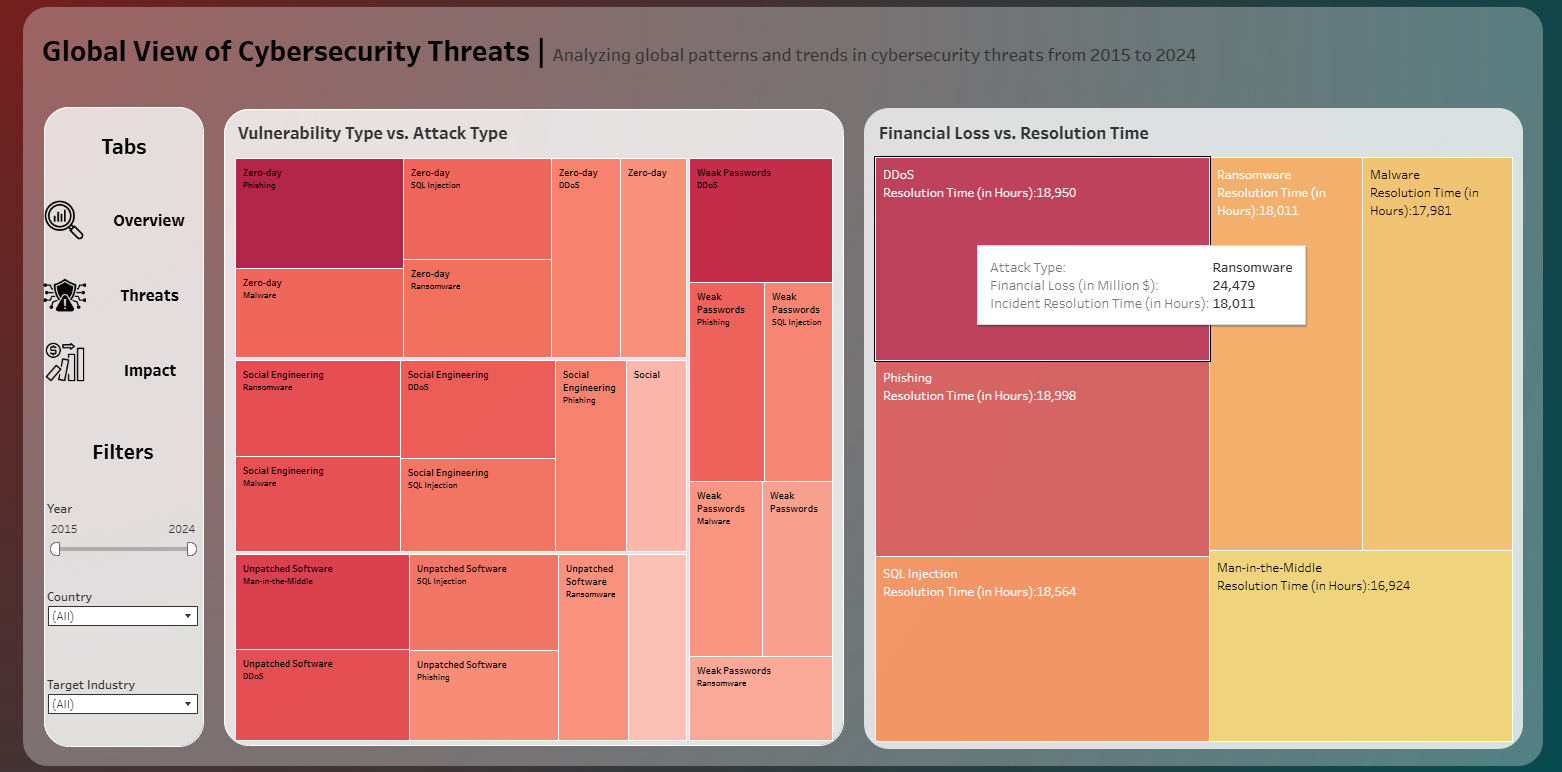 Global View of Cybersecurity Threats | Analyzing global patterns and trends in cybersecurity threats from 2015 to 2024
Tabs
Overview
Threats
Impact
Filters
Year
2015 2024
Country
(All)
Target Industry
(All)
Vulnerability Type vs. Attack Type
Zero-day
Phishing
Zero-day
SQL Injection
Zero-day
DDoS
Zero-day
Zero-day
Malware
Zero-day
Ransomware
Social Engineering
Ransomware
Social Engineering
DDoS
Social
Engineering
Phishing
Social
Social Engineering
Malware
Social Engineering
SQL Injection
Unpatched Software
Man-in-the-Middle
Unpatched Software
SQL Injection
Unpatched
Software
Ransomware
Unpatched Software
DDoS
Unpatched Software
Phishing
Weak Passwords
DDoS
Weak
Passwords
Phishing
Weak
Passwords
SQL Injection
Weak
Passwords
Malware
Weak
Passwords
Weak Passwords
Ransomware
Financial Loss vs. Resolution Time
DDoS
Resolution Time (in Hours):18,950
Phishing
Resolution Time (in Hours):18,998
SQL Injection
Resolution Time (in Hours):18,564
Ransomware
Resolution Time (in
Hours):18,011
Malware
Resolution Time (in
Hours):17,981
Man-in-the-Middle
Resolution Time (in Hours):16,924
Attack Type: Ransomware
Financial Loss (in Million $): 24,479
Incident Resolution Time (in Hours): 18,011